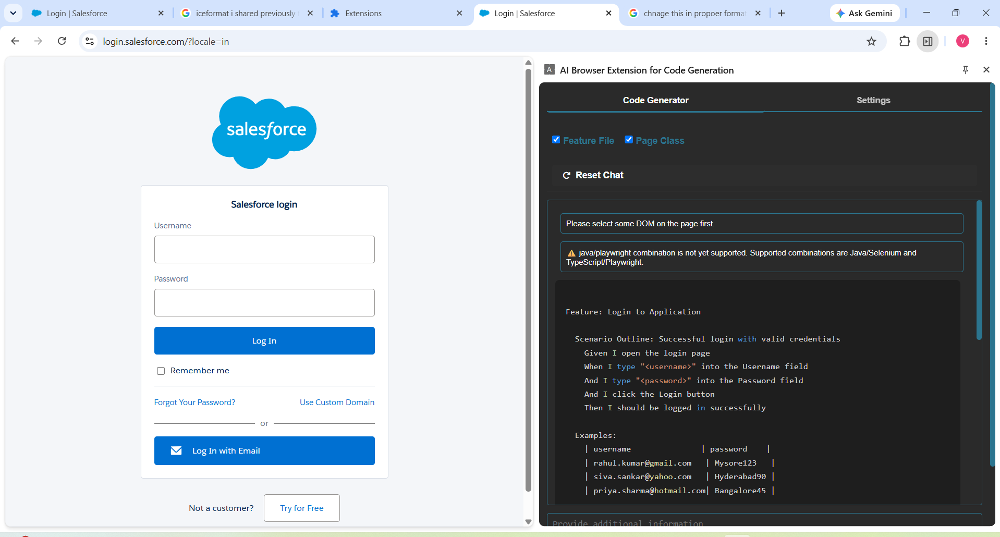 Login | Salesforce
iceformat i shared previously
Extensions
Login | Salesforce
chnage this in propoer format
Ask Gemini
login.salesforce.com/?locale=in
V
salesforce
Salesforce login
Username
Password
Log In
Remember me
Forgot Your Password?
Use Custom Domain
or
Log In with Email
Not a customer?
Try for Free
A
AI Browser Extension for Code Generation
Code Generator
Settings
Feature File
Page Class
Reset Chat
Please select some DOM on the page first.
java/playwright combination is not yet supported. Supported combinations are Java/Selenium and
TypeScript/Playwright.
Feature: Login to Application
Scenario Outline: Successful login with valid credentials
Given I open the login page
When I type "<username>" into the Username field
And I type "<password>" into the Password field
And I click the Login button
Then I should be logged in successfully
Examples:
| username | password |
| rahul.kumar@gmail.com | Mysore123 |
| siva.sankar@yahoo.com | Hyderabad90 |
| priya.sharma@hotmail.com| Bangalore45 |
Provide additional information